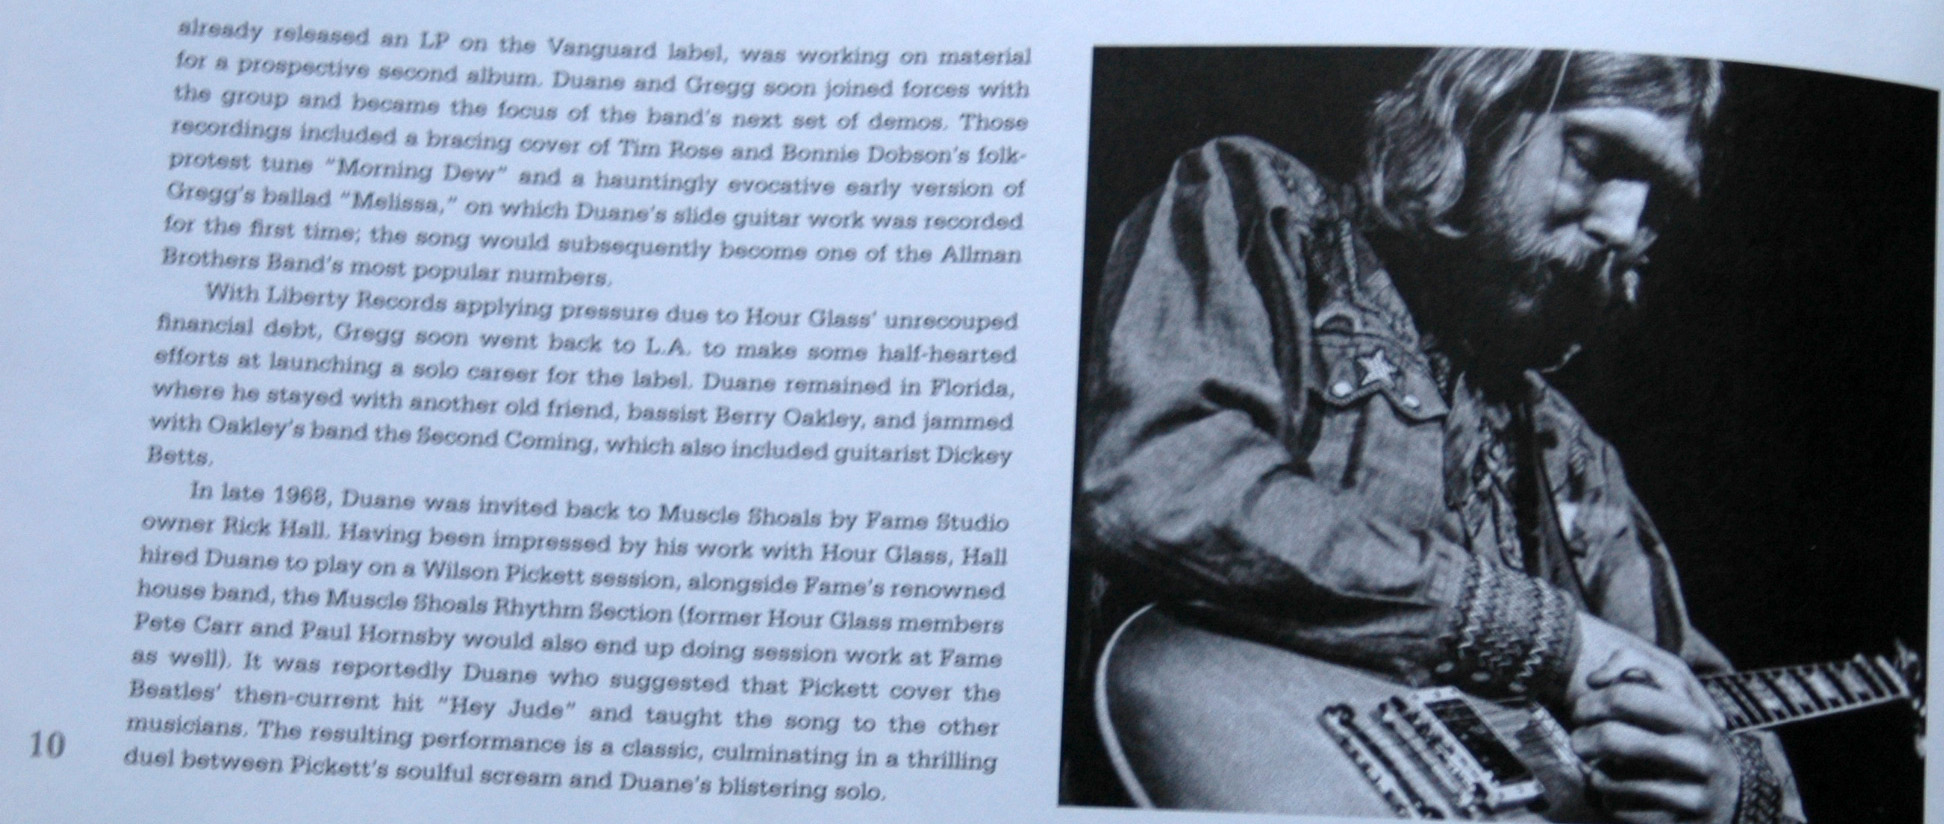 already released an LP on the Vanguard label, was working on material
for a prospective second album. Duane and Gregg soon joined forces with
the group and became the focus of the band's next set of demos. Those
recordings included a bracing cover of Tim Rose and Bonnie Dobson's folk-
protest tune "Morning Dew" and a hauntingly evocative early version of
Gregg's ballad "Melissa," on which Duane's slide guitar work was recorded
for the first time; the song would subsequently become one of the Allman
Brothers Band's most popular numbers.
With Liberty Records applying pressure due to Hour Glass' unrecouped
financial debt, Gregg soon went back to L.A. to make some half-hearted
efforts at launching a solo career for the label. Duane remained in Florida,
where he stayed with another old friend, bassist Berry Oakley, and jammed
with Oakley's band the Second Coming, which also included guitarist Dickey
Betts.
In late 1968, Duane was invited back to Muscle Shoals by Fame Studio
owner Rick Hall. Having been impressed by his work with Hour Glass, Hall
hired Duane to play on a Wilson Pickett session, alongside Fame's renowned
house band, the Muscle Shoals Rhythm Section (former Hour Glass members
Pete Carr and Paul Hornsby would also end up doing session work at Fame
as well). It was reportedly Duane who suggested that Pickett cover the
Beatles' then-current hit "Hey Jude" and taught the song to the other
musicians. The resulting performance is a classic, culminating in a thrilling
duel between Pickett's soulful scream and Duane's blistering solo.
10